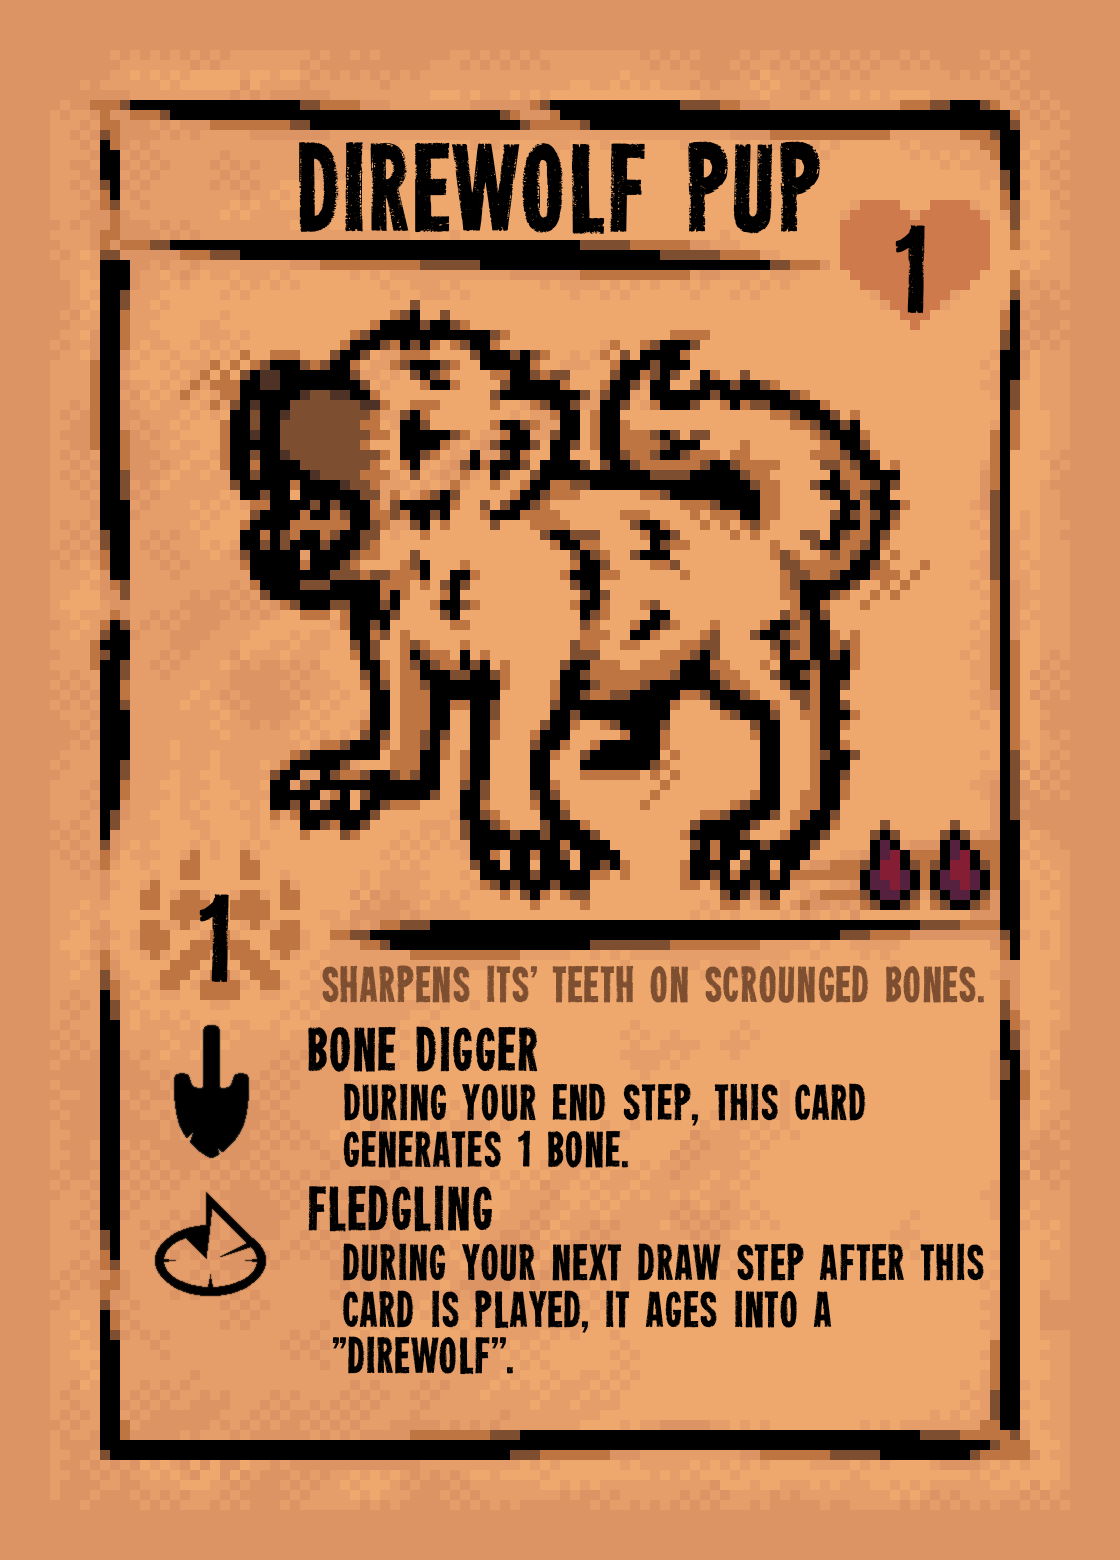 DIREWOLF PUP
1
1
SHARPENS ITS' TEETH ON SCROUNGED BONES.
BONE DIGGER
DURING YOUR END STEP, THIS CARD
GENERATES 1 BONE.
FLEDGLING
DURING YOUR NEXT DRAW STEP AFTER THIS
CARD IS PLAYED, IT AGES INTO A
"DIREWOLF".